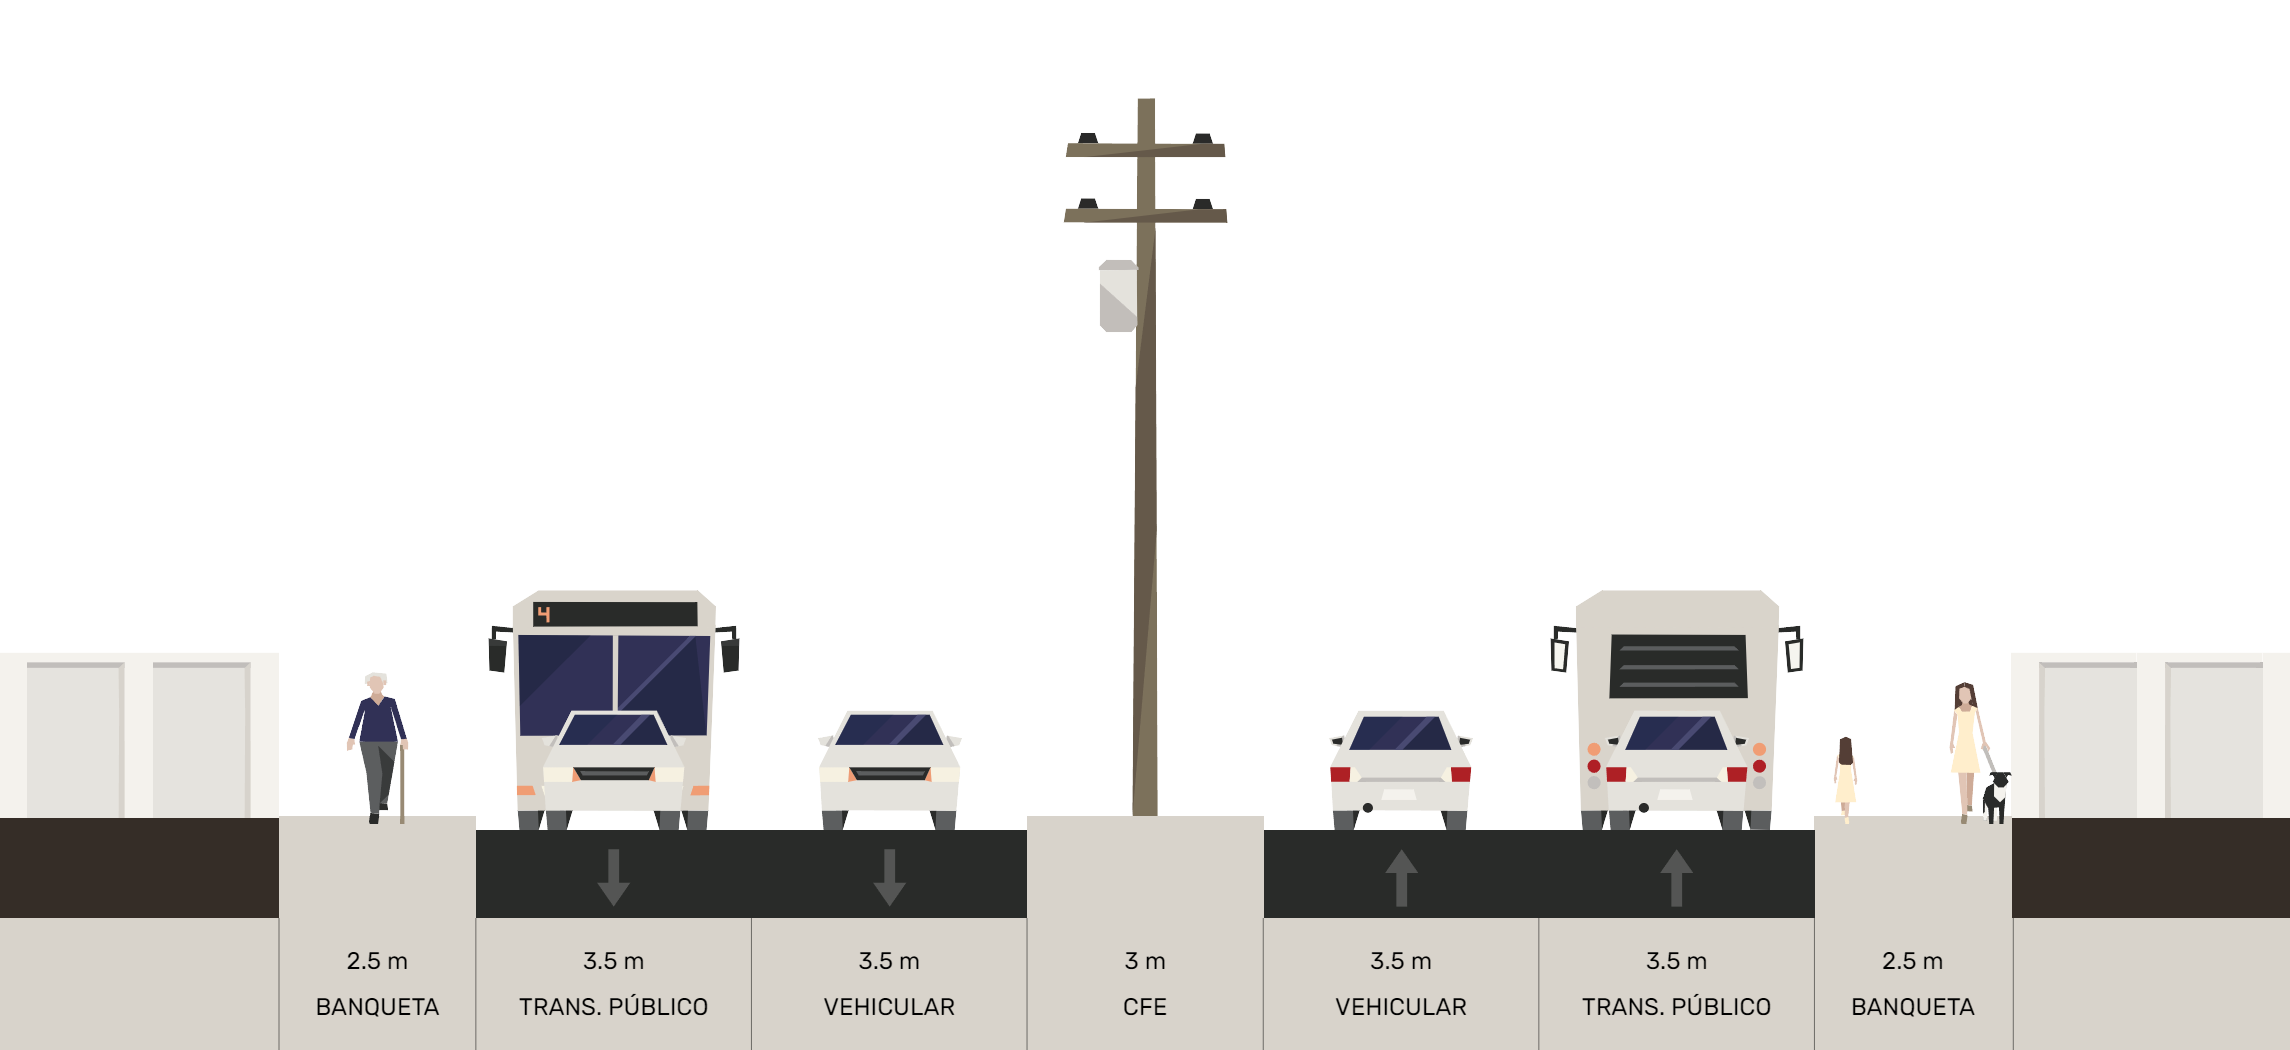 4
2.5 m
BANQUETA
3.5 m
TRANS. PÚBLICO
3.5 m
VEHICULAR
3 m
CFE
3.5 m
VEHICULAR
3.5 m
TRANS. PÚBLICO
2.5 m
BANQUETA